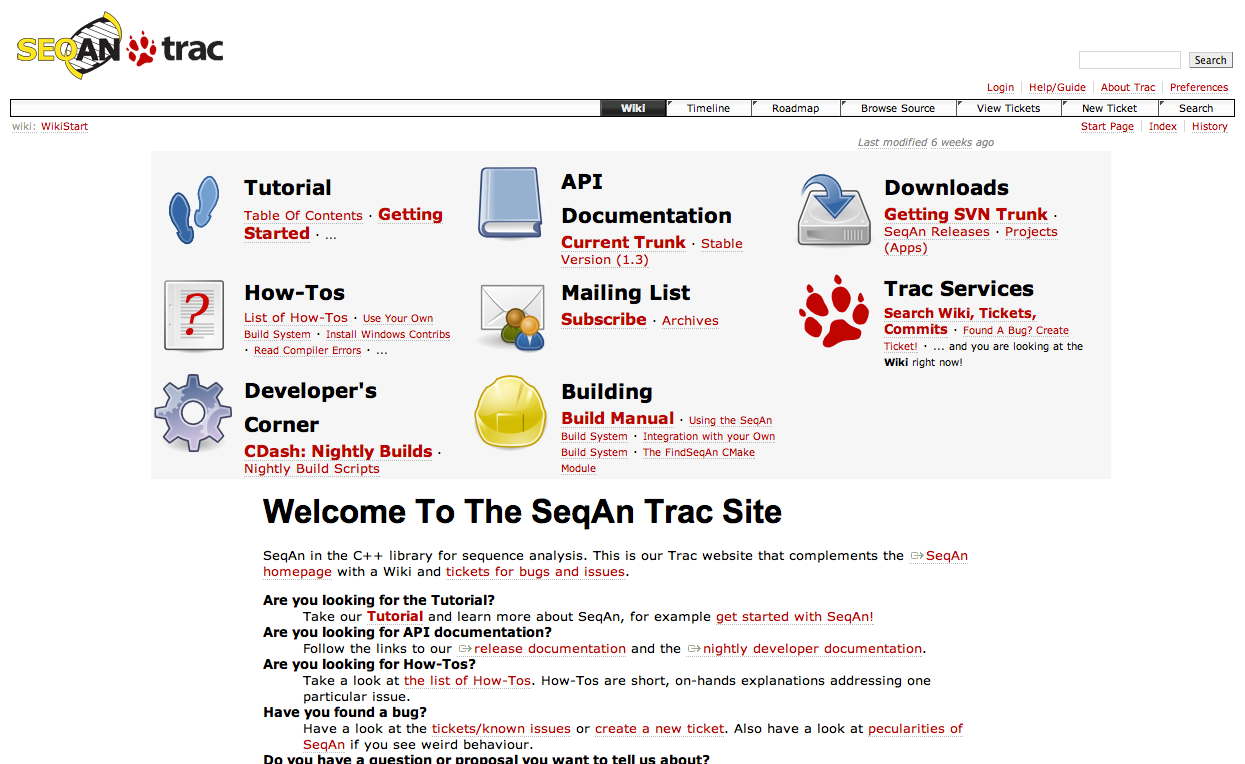 SEQAN trac
Search
Login Help/Guide About Trac Preferences
Wiki Timeline Roadmap Browse Source View Tickets New Ticket Search
wiki: WikiStart
Start Page Index History
Last modified 6 weeks ago
Tutorial
Table Of Contents · Getting
Started · ...
API
Documentation
Current Trunk · Stable
Version (1.3)
Downloads
Getting SVN Trunk ·
SeqAn Releases · Projects
(Apps)
?
How-Tos
List of How-Tos · Use Your Own
Build System · Install Windows Contribs
· Read Compiler Errors · ...
Mailing List
Subscribe · Archives
Trac Services
Search Wiki, Tickets,
Commits · Found A Bug? Create
Ticket! · ... and you are looking at the
Wiki right now!
Developer's
Corner
CDash: Nightly Builds ·
Nightly Build Scripts
Building
Build Manual · Using the SeqAn
Build System · Integration with your Own
Build System · The FindSeqAn CMake
Module
Welcome To The SeqAn Trac Site
SeqAn in the C++ library for sequence analysis. This is our Trac website that complements the SeqAn
homepage with a Wiki and tickets for bugs and issues.
Are you looking for the Tutorial?
Take our Tutorial and learn more about SeqAn, for example get started with SeqAn!
Are you looking for API documentation?
Follow the links to our release documentation and the nightly developer documentation.
Are you looking for How-Tos?
Take a look at the list of How-Tos. How-Tos are short, on-hands explanations addressing one
particular issue.
Have you found a bug?
Have a look at the tickets/known issues or create a new ticket. Also have a look at pecularities of
SeqAn if you see weird behaviour.
Do you have a question or proposal you want to tell us about?